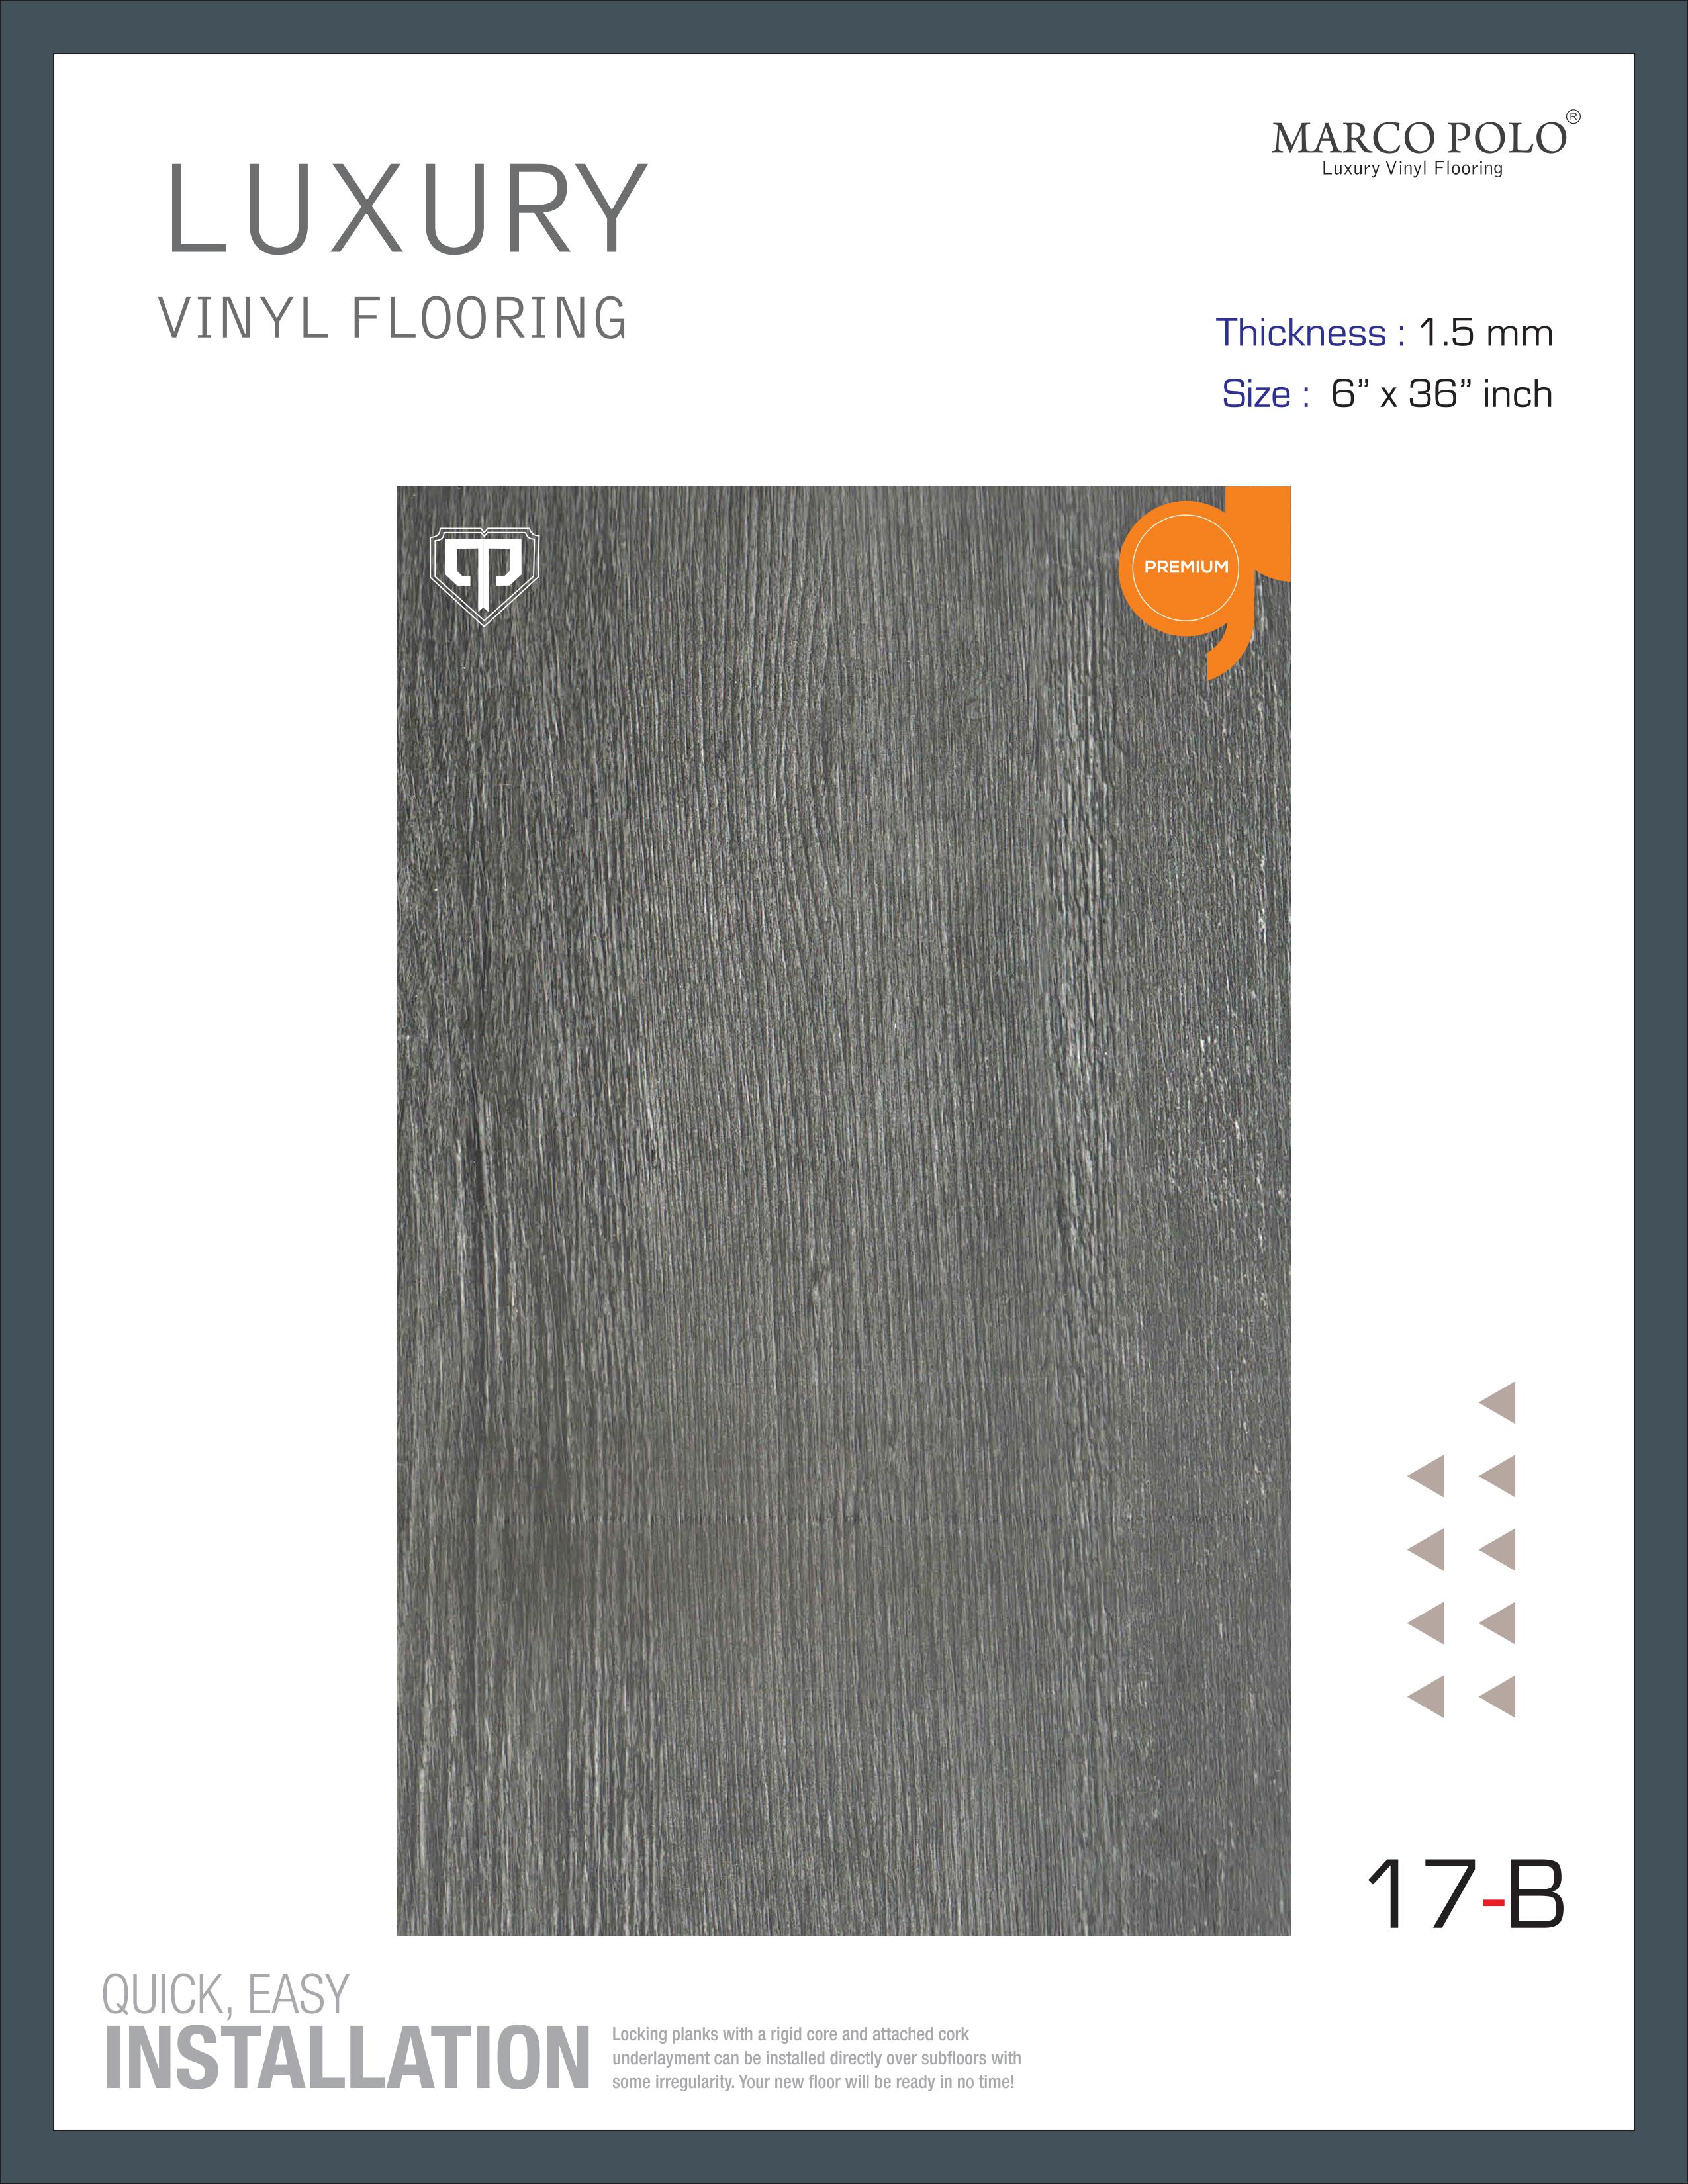 MARCO POLO®
Luxury Vinyl Flooring
LUXURY
VINYL FLOORING
Thickness : 1.5 mm
Size : 6” x 36” inch
PREMIUM
17-B
QUICK, EASY
INSTALLATION
Locking planks with a rigid core and attached cork
underlayment can be installed directly over subfloors with
some irregularity. Your new floor will be ready in no time!